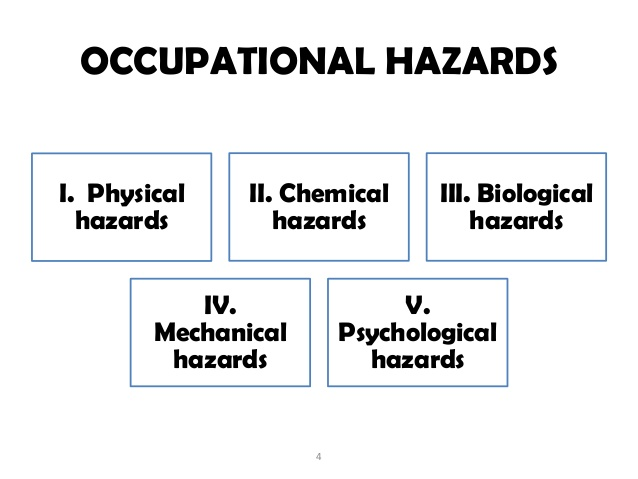 OCCUPATIONAL HAZARDS
I. Physical
hazards
II. Chemical
hazards
III. Biological
hazards
IV.
Mechanical
hazards
V.
Psychological
hazards
4